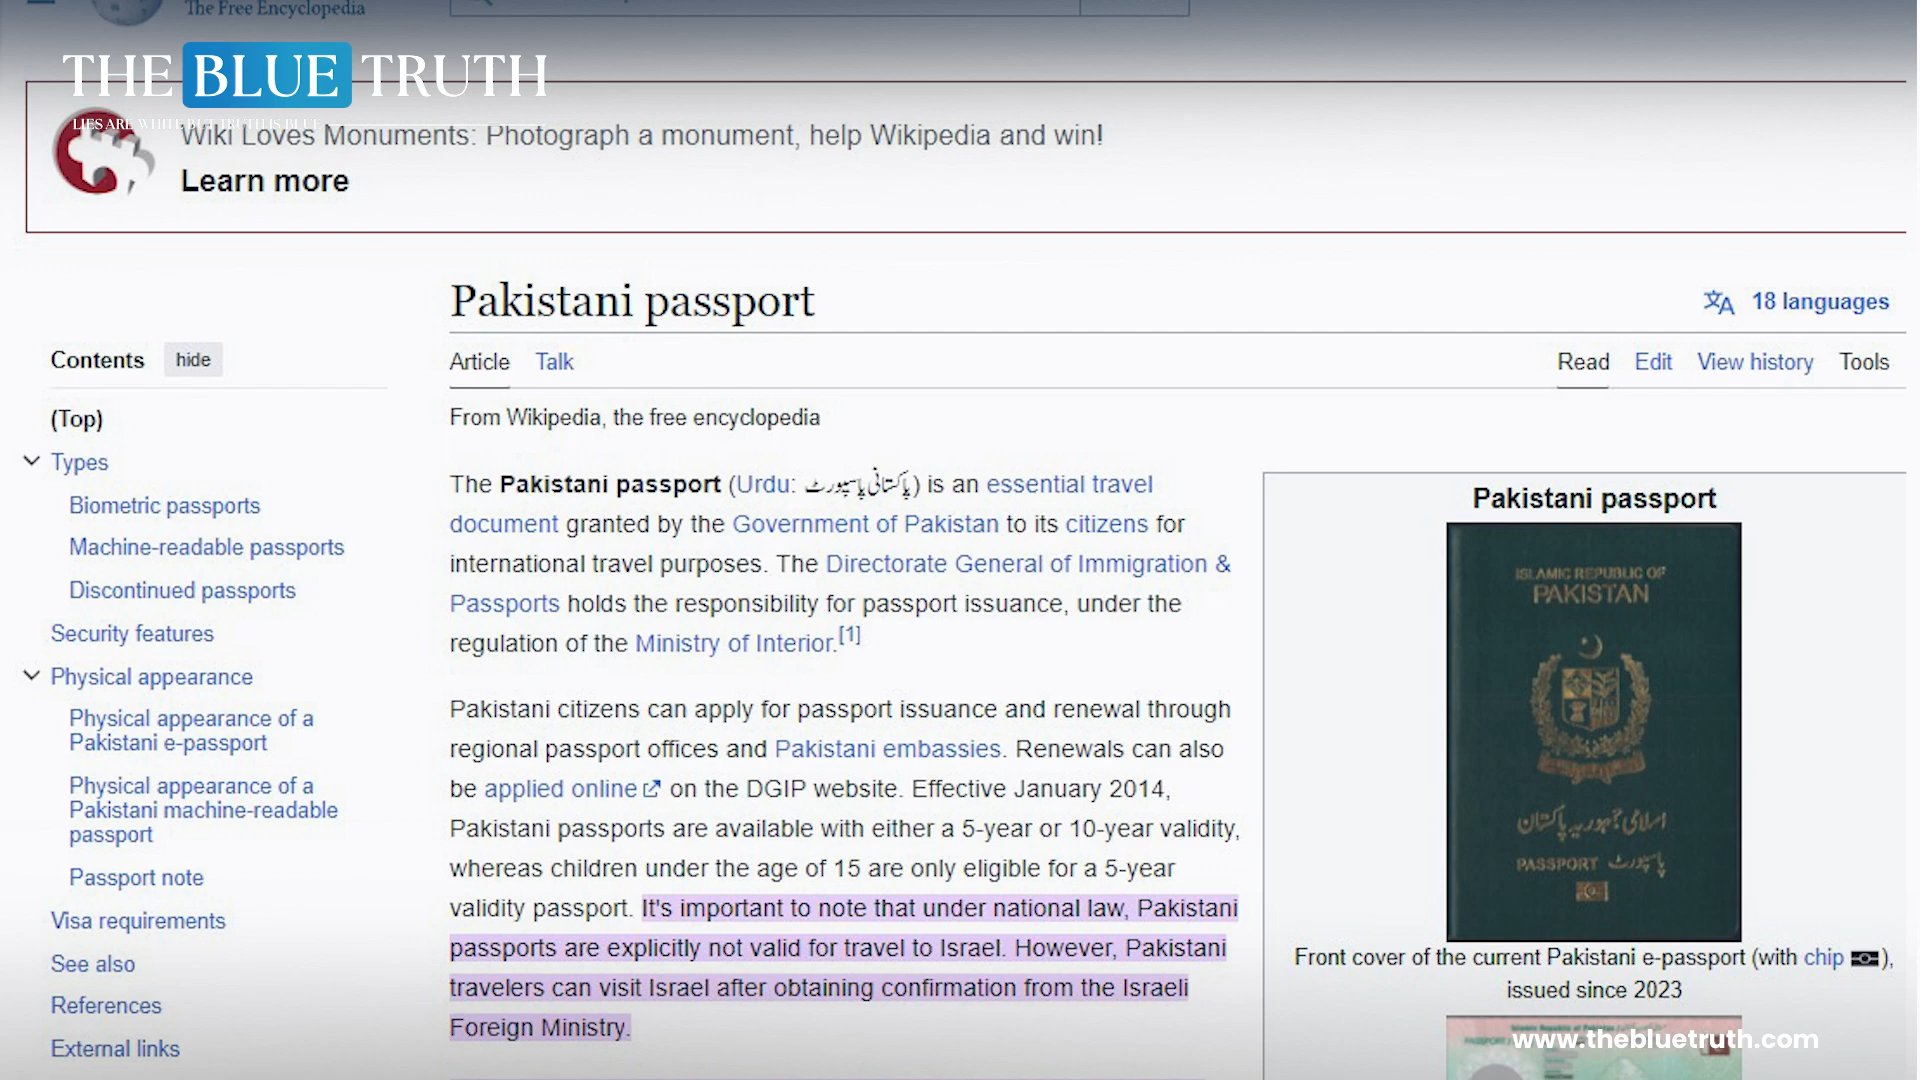 The Free Encyclopedia
THE BLUE TRUTH
LIES ARE WHITE BUT TRUTH IS BLUE
Wiki Loves Monuments: Photograph a monument, help Wikipedia and win!
Learn more
Pakistani passport
18 languages
Contents hide
Article Talk
Read Edit View history Tools
(Top)
Types
Biometric passports
Machine-readable passports
Discontinued passports
Security features
Physical appearance
Physical appearance of a
Pakistani e-passport
Physical appearance of a
Pakistani machine-readable
passport
Passport note
Visa requirements
See also
References
External links
From Wikipedia, the free encyclopedia
The Pakistani passport (Urdu: پاکستانی پاسپورٹ) is an essential travel
document granted by the Government of Pakistan to its citizens for
international travel purposes. The Directorate General of Immigration &
Passports holds the responsibility for passport issuance, under the
regulation of the Ministry of Interior.[1]
Pakistani citizens can apply for passport issuance and renewal through
regional passport offices and Pakistani embassies. Renewals can also
be applied online on the DGIP website. Effective January 2014,
Pakistani passports are available with either a 5-year or 10-year validity,
whereas children under the age of 15 are only eligible for a 5-year
validity passport. It's important to note that under national law, Pakistani
passports are explicitly not valid for travel to Israel. However, Pakistani
travelers can visit Israel after obtaining confirmation from the Israeli
Foreign Ministry.
Pakistani passport
ISLAMIC REPUBLIC OF
PAKISTAN
اسلامی جمہوریہ پاکستان
PASSPORT پاسپورٹ
Front cover of the current Pakistani e-passport (with chip ),
issued since 2023
www.thebluetruth.com